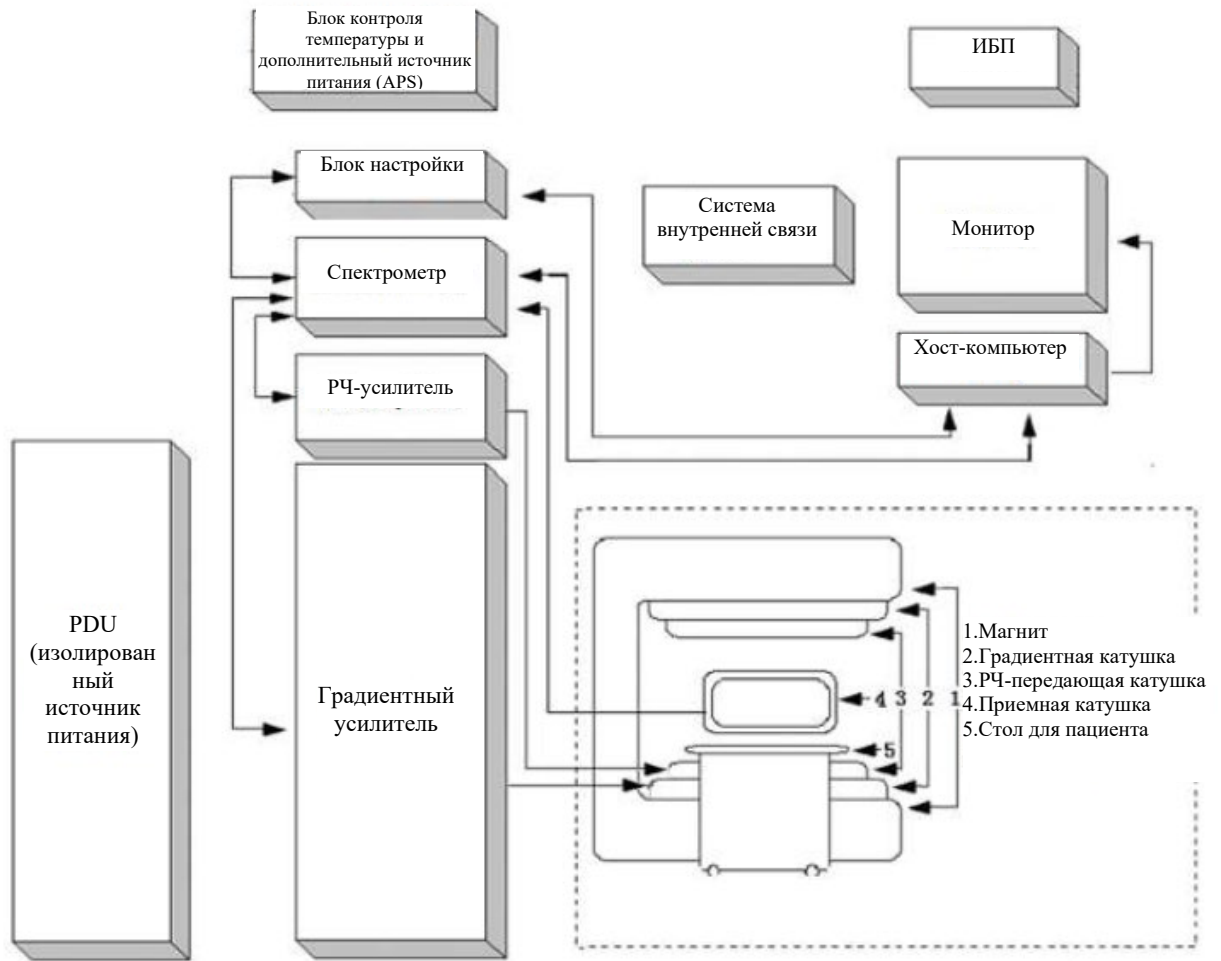 Блок контроля
температуры и
дополнительный источник
питания (APS)
ИБП
Блок настройки
Система
внутренней связи
Монитор
Спектрометр
Хост-компьютер
РЧ-усилитель
PDU
(изолирован
ный
источник
питания)
Градиентный
усилитель
4 3 2 1
5
1.Магнит
2.Градиентная катушка
3.РЧ-передающая катушка
4.Приемная катушка
5.Стол для пациента